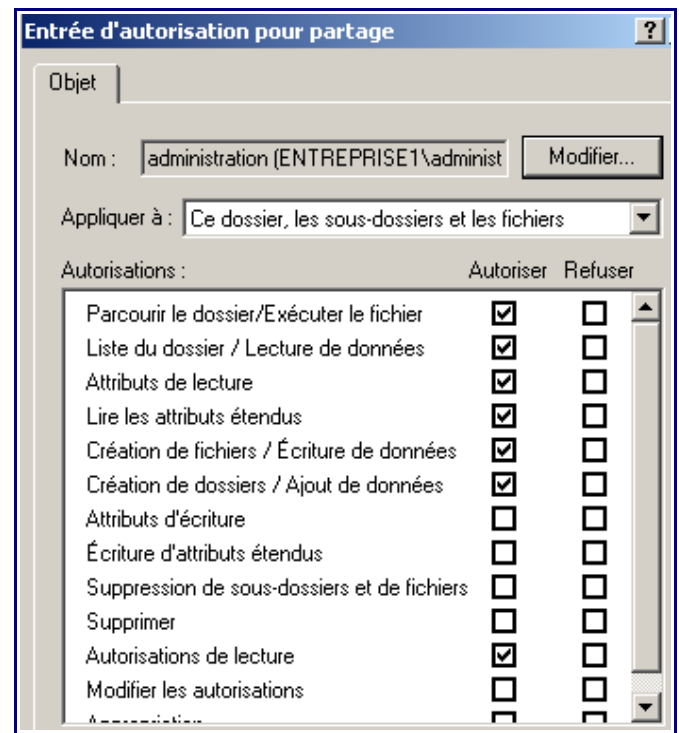 Entrée d'autorisation pour partage ?
Objet
Nom : administration (ENTREPRISE1\administ Modifier...
Appliquer à : Ce dossier, les sous-dossiers et les fichiers
Autorisations : Autoriser Refuser
Parcourir le dossier/Exécuter le fichier
Liste du dossier / Lecture de données
Attributs de lecture
Lire les attributs étendus
Création de fichiers / Écriture de données
Création de dossiers / Ajout de données
Attributs d'écriture
Écriture d'attributs étendus
Suppression de sous-dossiers et de fichiers
Supprimer
Autorisations de lecture
Modifier les autorisations